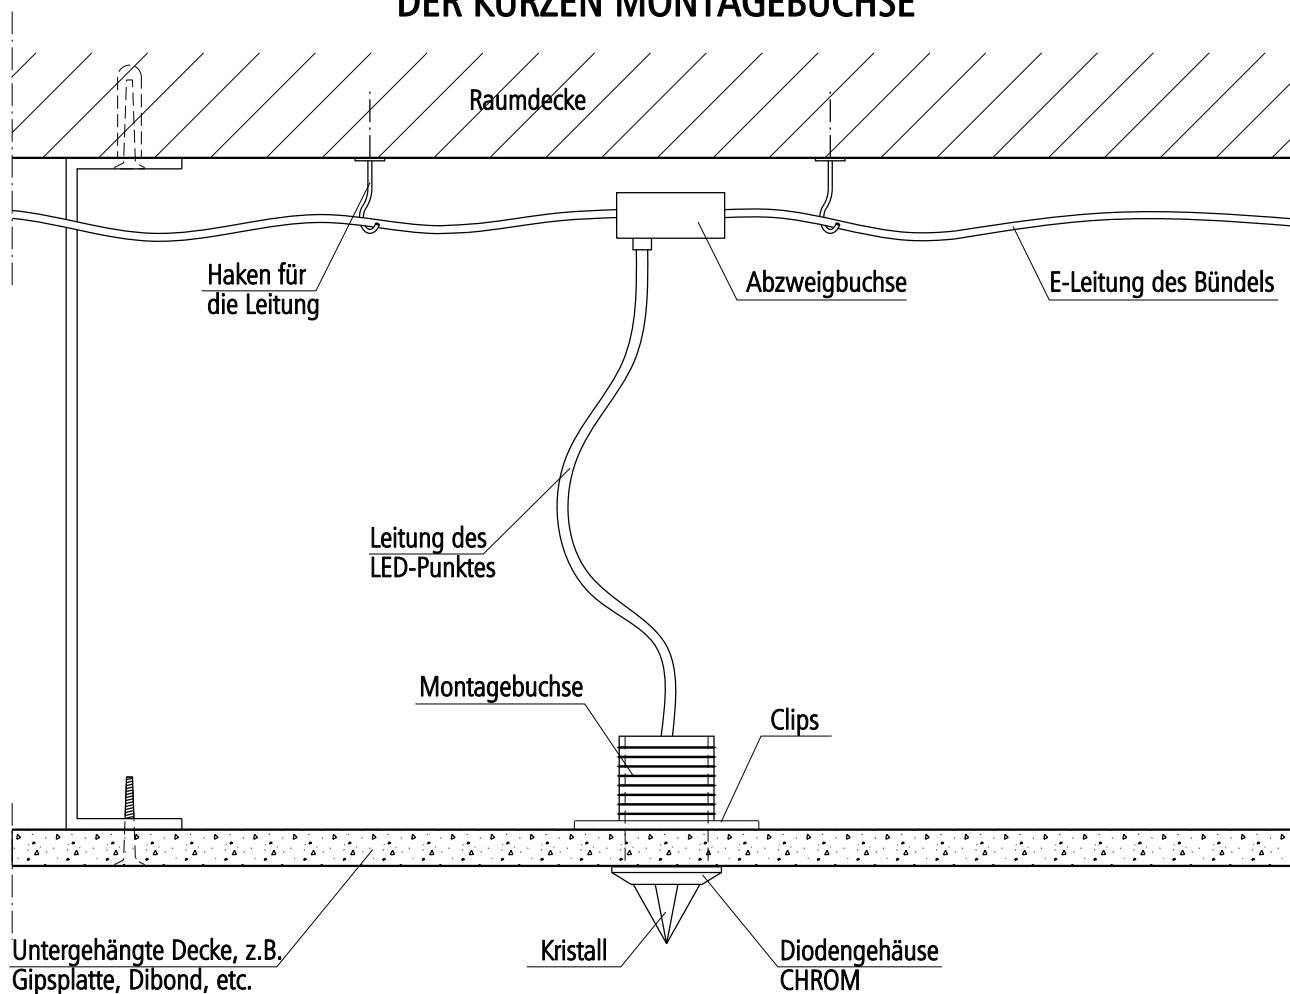 DER KURZEN MONTAGEBUCHSE
Raumdecke
Haken für
die Leitung
Abzweigbuchse
E-Leitung des Bündels
Leitung des
LED-Punktes
Montagebuchse
Clips
Untergehängte Decke, z.B.
Gipsplatte, Dibond, etc.
Kristall
Diodengehäuse
CHROM